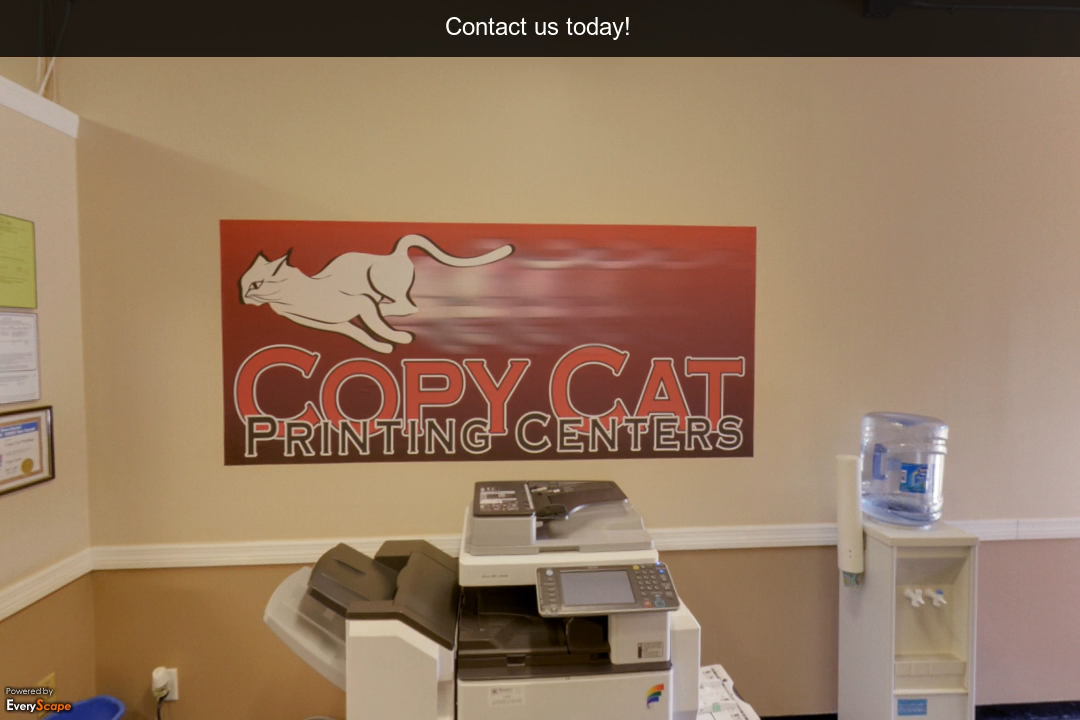 Contact us today!
COPY CAT
PRINTING CENTERS
Powered by
EveryScape